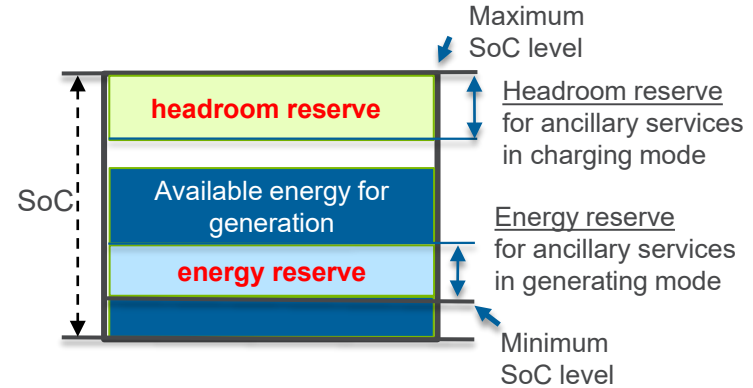 Maximum
SoC level
headroom reserve
Headroom reserve
for ancillary services
in charging mode
SoC
Available energy for
generation
Energy reserve
for ancillary services
in generating mode
energy reserve
Minimum
SoC level